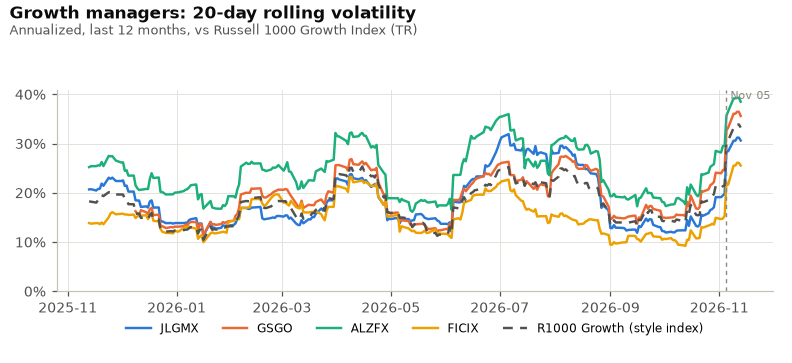 Growth managers: 20-day rolling volatility
Annualized, last 12 months, vs Russell 1000 Growth Index (TR)
Nov 05
40%
30%
20%
10%
0%
2025-11 2026-01 2026-03 2026-05 2026-07 2026-09 2026-11
JLGMX GSGO ALZFX FICIX R1000 Growth (style index)